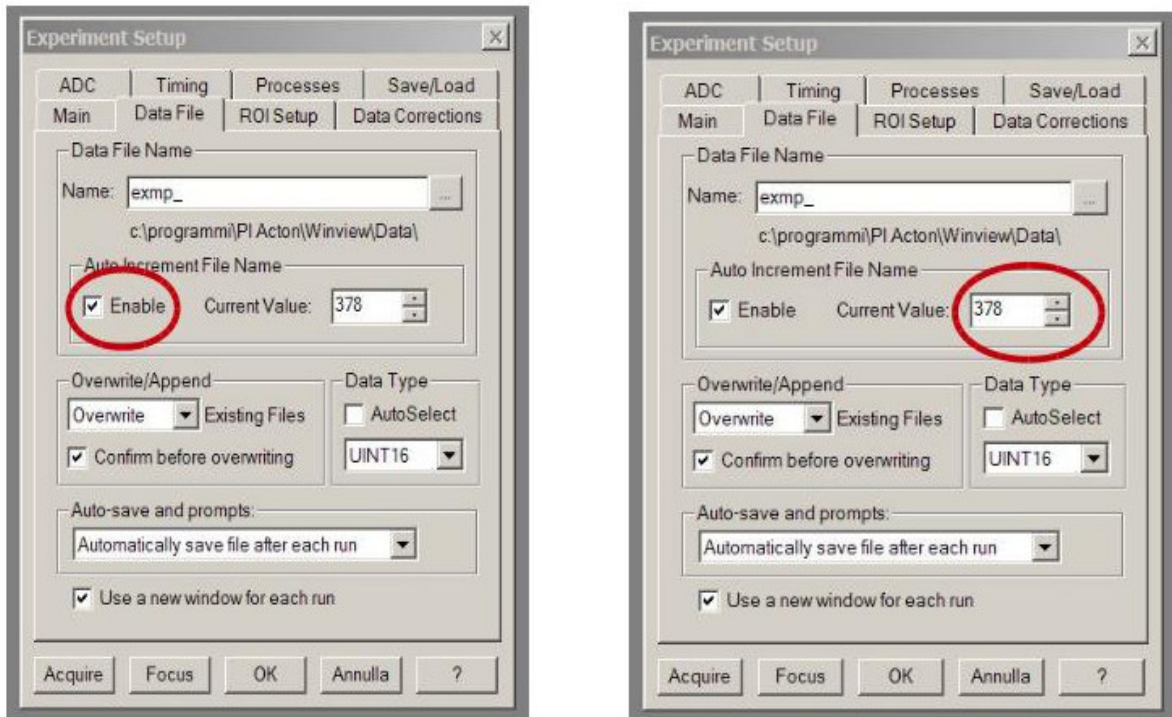 Experiment Setup
ADC Timing Processes Save/Load
Main Data File ROI Setup Data Corrections
Data File Name
Name: exmp_ ...
c:\programmi\PI Acton\Winview\Data\
Auto Increment File Name
Enable Current Value: 378
Overwrite/Append Data Type
Overwrite Existing Files AutoSelect
Confirm before overwriting UINT16
Auto-save and prompts:
Automatically save file after each run
Use a new window for each run
Acquire Focus OK Annulla ?
Experiment Setup
ADC Timing Processes Save/Load
Main Data File ROI Setup Data Corrections
Data File Name
Name: exmp_ ...
c:\programmi\PI Acton\Winview\Data\
Auto Increment File Name
Enable Current Value: 378
Overwrite/Append Data Type
Overwrite Existing Files AutoSelect
Confirm before overwriting UINT16
Auto-save and prompts:
Automatically save file after each run
Use a new window for each run
Acquire Focus OK Annulla ?